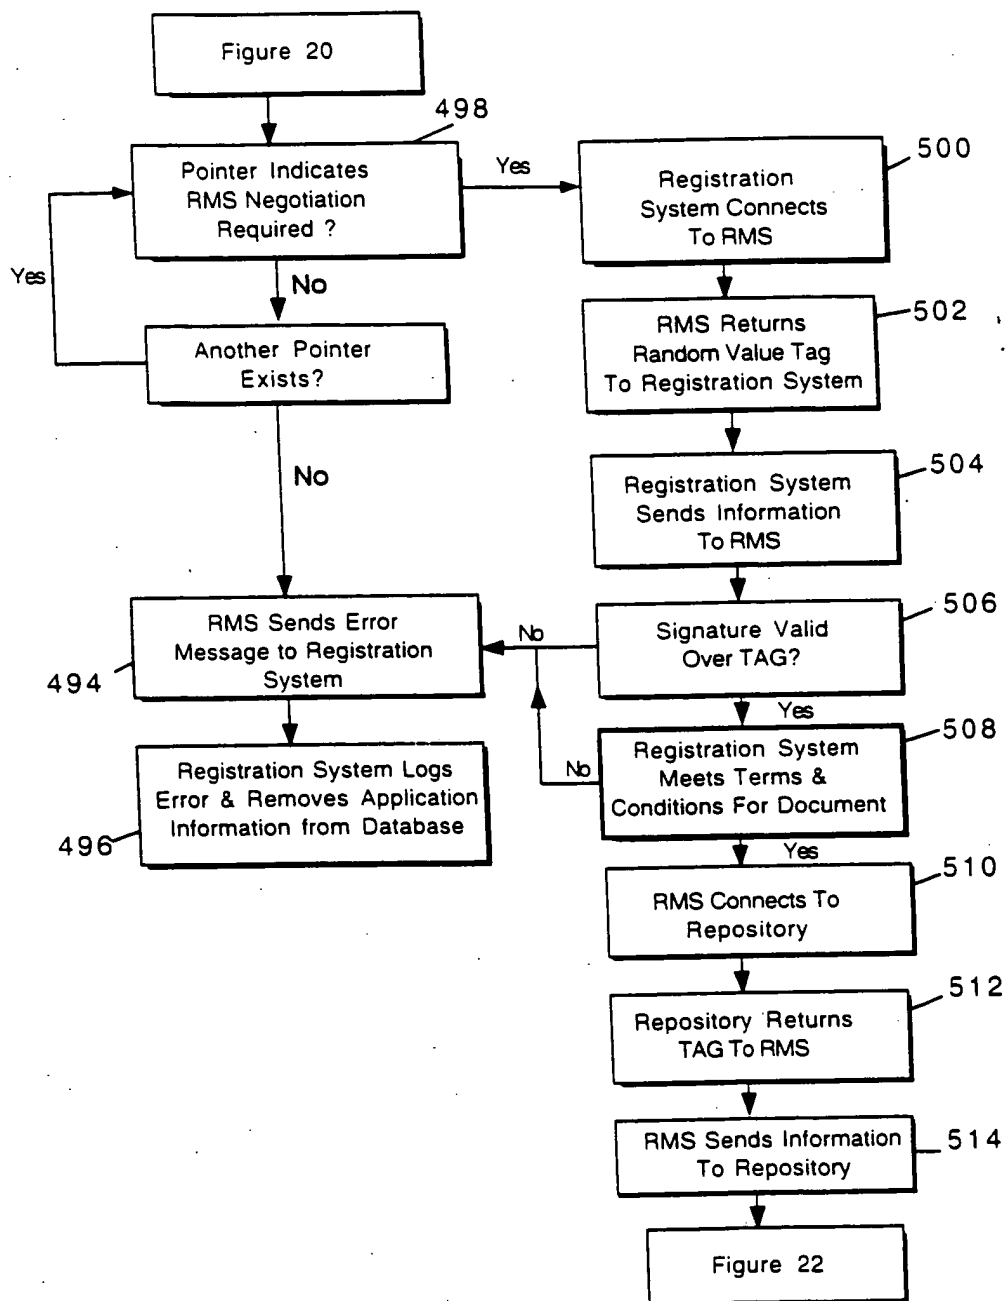 Figure 20
498
Pointer Indicates
RMS Negotiation
Required ?
Yes
500
Registration
System Connects
To RMS
Yes
No
502
RMS Returns
Random Value Tag
To Registration System
Another Pointer
Exists?
No
504
Registration System
Sends Information
To RMS
506
Signature Valid
Over TAG?
No
RMS Sends Error
Message to Registration
System
494
Yes
508
Registration System
Meets Terms &
Conditions For Document
No
Registration System Logs
Error & Removes Application
Information from Database
496
Yes
510
RMS Connects To
Repository
512
Repository Returns
TAG To RMS
514
RMS Sends Information
To Repository
Figure 22